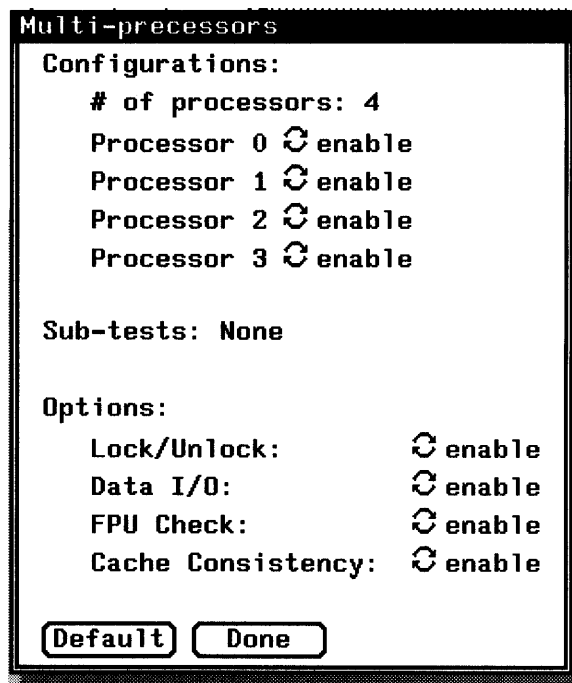 Multi-precessors
Configurations:
# of processors: 4
Processor 0 enable
Processor 1 enable
Processor 2 enable
Processor 3 enable
Sub-tests: None
Options:
Lock/Unlock: enable
Data I/O: enable
FPU Check: enable
Cache Consistency: enable
Default Done